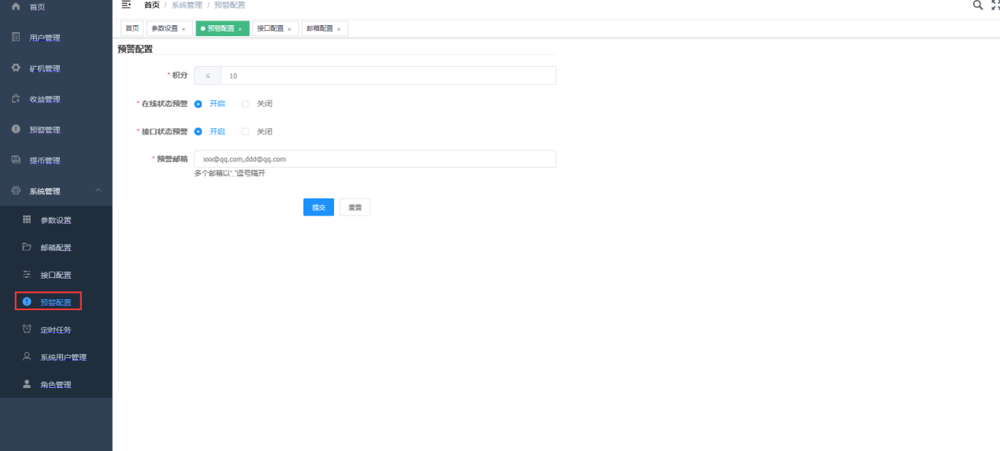 首页
用户管理
矿机管理
收益管理
预警管理
提币管理
系统管理
参数设置
邮箱配置
接口配置
预警配置
定时任务
系统用户管理
角色管理
首页 / 系统管理 / 预警配置
首页 参数设置 × 预警配置 × 接口配置 × 邮箱配置 ×
预警配置
* 积分 ≤ 10
* 在线状态预警 开启 关闭
* 接口状态预警 开启 关闭
* 预警邮箱 xxx@qq.com,ddd@qq.com
多个邮箱以","逗号隔开
提交 重置